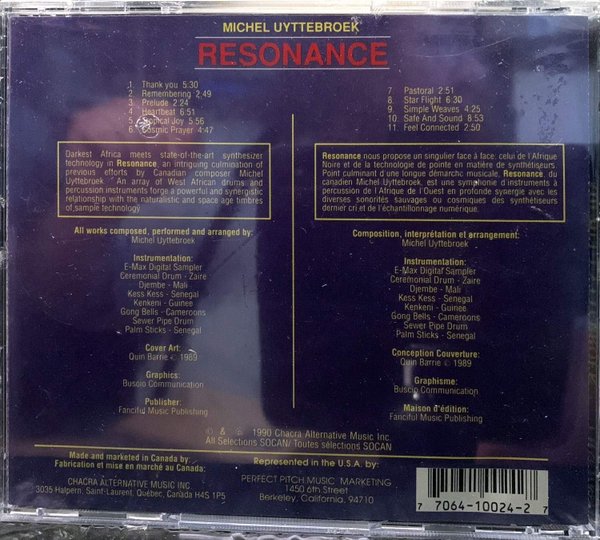 MICHEL UYTTEBROEK
RESONANCE
1. Thank you 5:30
2. Remembering 2:49
3. Prelude 2:24
4. Heartbeat 6:51
5. Joy 5:56
6. Cosmic Prayer 4:47
7. Pastoral 2:51
8. Star Flight 6:30
9. Simple Weaves 4:25
10. Safe And Sound 8:53
11. Feel Connected 2:50
Darkest Africa meets state-of-the-art synthesizer
technology in Resonance, an intriguing culmination of
previous efforts by Canadian composer Michel
Uyttebroek. An array of West African drums and
percussion instruments forge a powerful and synergistic
relationship with the naturalistic and space age timbres
of sample technology
Resonance nous propose un singulier face à face, celui de l'Afrique
Noire et de la technologie de pointe en matière de synthétiseurs.
Point culminant d'une longue démarche musicale, Resonance, du
canadien Michel Uyttebroek, est une symphonie d'instruments à
percussion de l'Afrique de l'Ouest en profonde synergie avec les
diverses sonorités sauvages ou cosmiques des synthétiseurs
dernier cri et de l'échantillonnage numérique.
All works composed, performed and arranged by:
Michel Uyttebroek
Instrumentation:
E-Max Digital Sampler
Ceremonial Drum - Zaire
Djembe - Mali
Kess Kess - Senegal
Kenkeni - Guinee
Gong Bells - Cameroons
Sewer Pipe Drum
Palm Sticks - Senegal
Cover Art:
Quin Barrie © 1989
Graphics:
Buscio Communication
Publisher:
Fanciful Music Publishing
Composition, interprétation et arrangement:
Michel Uyttebroek
Instrumentation:
E-Max Digitaf Sampler
Ceremonial Drum - Zaire
Djembe - Mali
Kess Kess - Senegal
Kenkeni - Guinee
Gong Bells - Cameroons
Sewer Pipe Drum
Palm Sticks - Senegal
Conception Couverture:
Quin Barrie © 1989
Graphisme:
Buscio Communication
Maison d'édition:
Fanciful Music Publishing
℗ & © 1990 Chacra Alternative Music Inc.
All Selections SOCAN/ Toutes sélections SOCAN
Made and marketed in Canada by:
Fabrication et mise en marché au Canada:
CHACRA ALTERNATIVE MUSIC INC
3035 Halpern, Saint-Laurent, Québec, Canada H4S 1P5
Represented in the U.S.A. by:
PERFECT PITCH MUSIC MARKETING
1450 6th Street
Berkeley, California, 94710
7 7064-10024-2 7